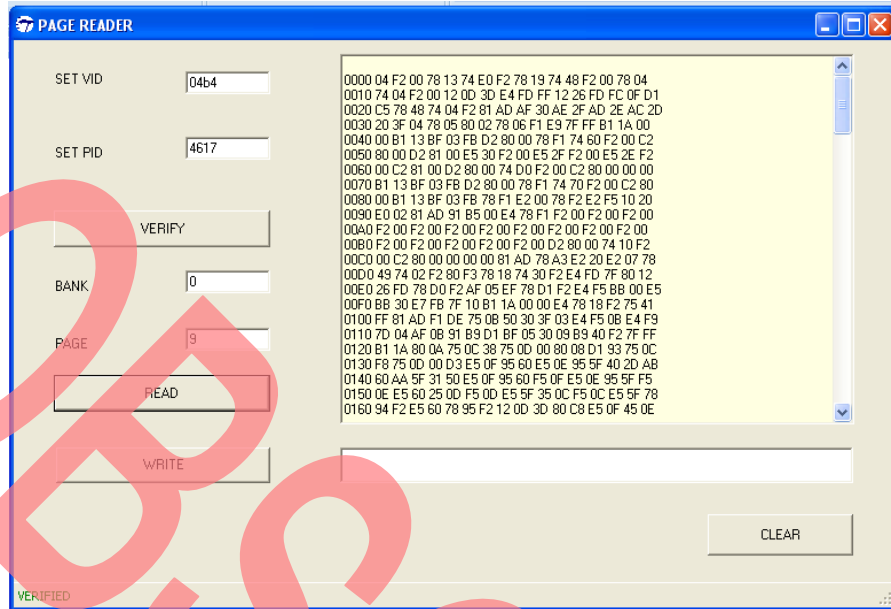 PAGE READER
SET VID
04b4
SET PID
4617
VERIFY
BANK
0
PAGE
9
READ
WRITE
0000 04 F2 00 78 13 74 E0 F2 78 19 74 48 F2 00 78 04
0010 74 04 F2 00 12 0D 3D E4 FD FF 12 26 FD FC 0F D1
0020 C5 78 48 74 04 F2 81 AD AF 30 AE 2F AD 2E AC 2D
0030 20 3F 04 78 05 80 02 78 06 F1 E9 7F FF B1 1A 00
0040 00 B1 13 BF 03 FB D2 80 00 78 F1 74 60 F2 00 C2
0050 80 00 D2 81 00 E5 30 F2 00 E5 2F F2 00 E5 2E F2
0060 00 C2 81 00 D2 80 00 74 D0 F2 00 C2 80 00 00 00
0070 B1 13 BF 03 FB D2 80 00 78 F1 74 70 F2 00 C2 80
0080 00 B1 13 BF 03 FB 78 F1 E2 00 78 F2 E2 F5 10 20
0090 E0 02 81 AD 91 B5 00 E4 78 F1 F2 00 F2 00 F2 00
00A0 F2 00 F2 00 F2 00 F2 00 F2 00 F2 00 F2 00 F2 00
00B0 F2 00 F2 00 F2 00 F2 00 F2 00 D2 80 00 74 10 F2
00C0 00 C2 80 00 00 00 00 81 AD 78 A3 E2 20 E2 07 78
00D0 49 74 02 F2 80 F3 78 18 74 30 F2 E4 FD 7F 80 12
00E0 26 FD 78 D0 F2 AF 05 EF 78 D1 F2 E4 F5 BB 00 E5
00F0 BB 30 E7 FB 7F 10 B1 1A 00 00 E4 78 18 F2 75 41
0100 FF 81 AD F1 DE 75 0B 50 30 3F 03 E4 F5 0B E4 F9
0110 7D 04 AF 0B 91 B9 D1 BF 05 30 09 B9 40 F2 7F FF
0120 B1 1A 80 0A 75 0C 38 75 0D 00 80 08 D1 93 75 0C
0130 F8 75 0D 00 D3 E5 0F 95 60 E5 0E 95 5F 40 2D AB
0140 60 AA 5F 31 50 E5 0F 95 60 F5 0F E5 0E 95 5F F5
0150 0E E5 60 25 0D F5 0D E5 5F 35 0C F5 0C E5 5F 78
0160 94 F2 E5 60 78 95 F2 12 0D 3D 80 C8 E5 0F 45 0E
CLEAR
VERIFIED